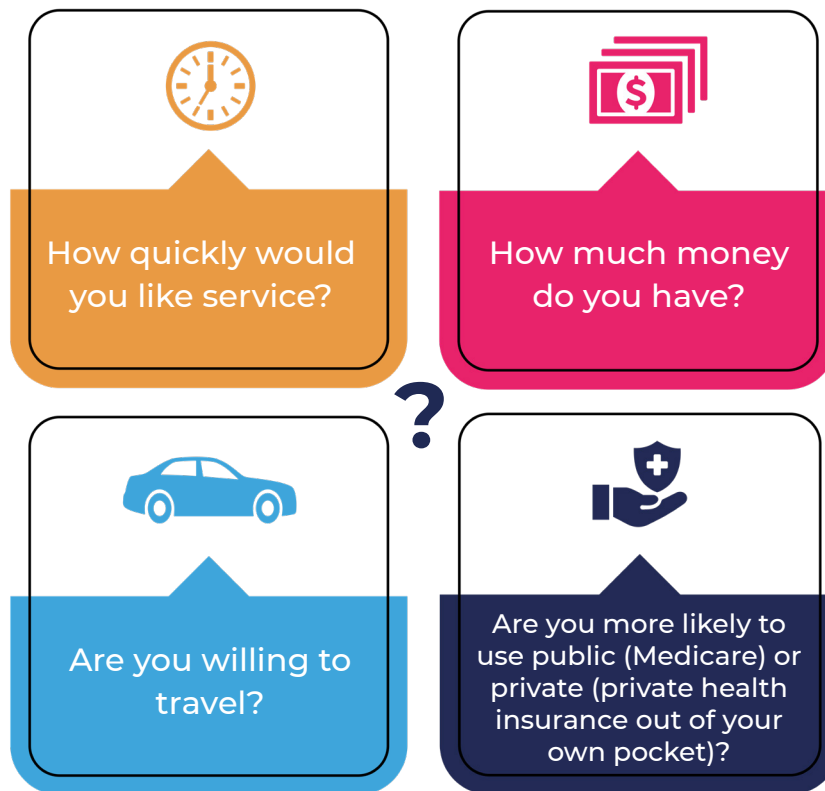 $
How quickly would
you like service?
How much money
do you have?
?
Are you willing to
travel?
Are you more likely to
use public (Medicare) or
private (private health
insurance out of your
own pocket)?